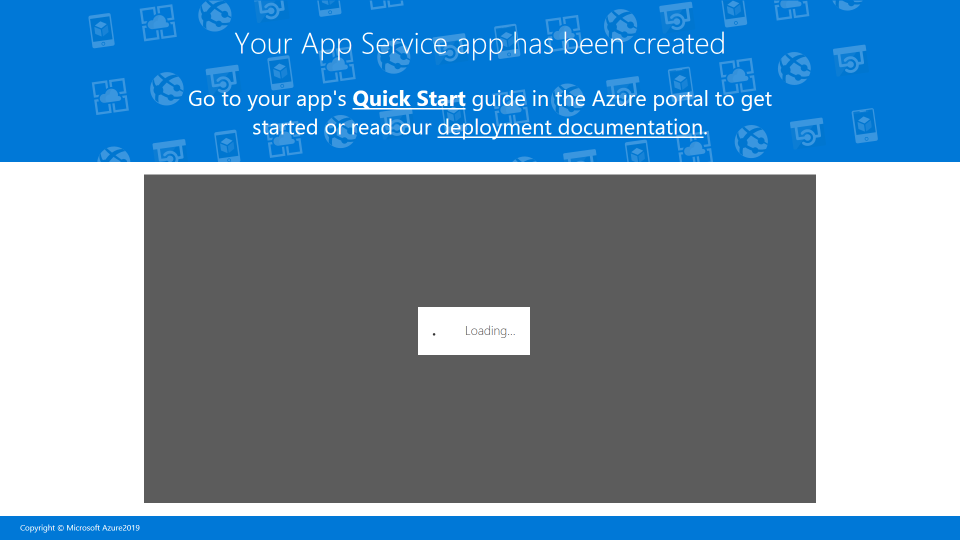 Your App Service app has been created
Go to your app's Quick Start guide in the Azure portal to get
started or read our deployment documentation.
Loading...
Copyright © Microsoft Azure2019